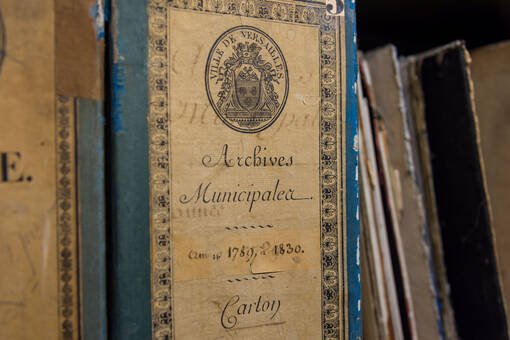 VILLE DE VERSAILLES.
Archives
Municipales.
1789, à 1830.
Carton
E.